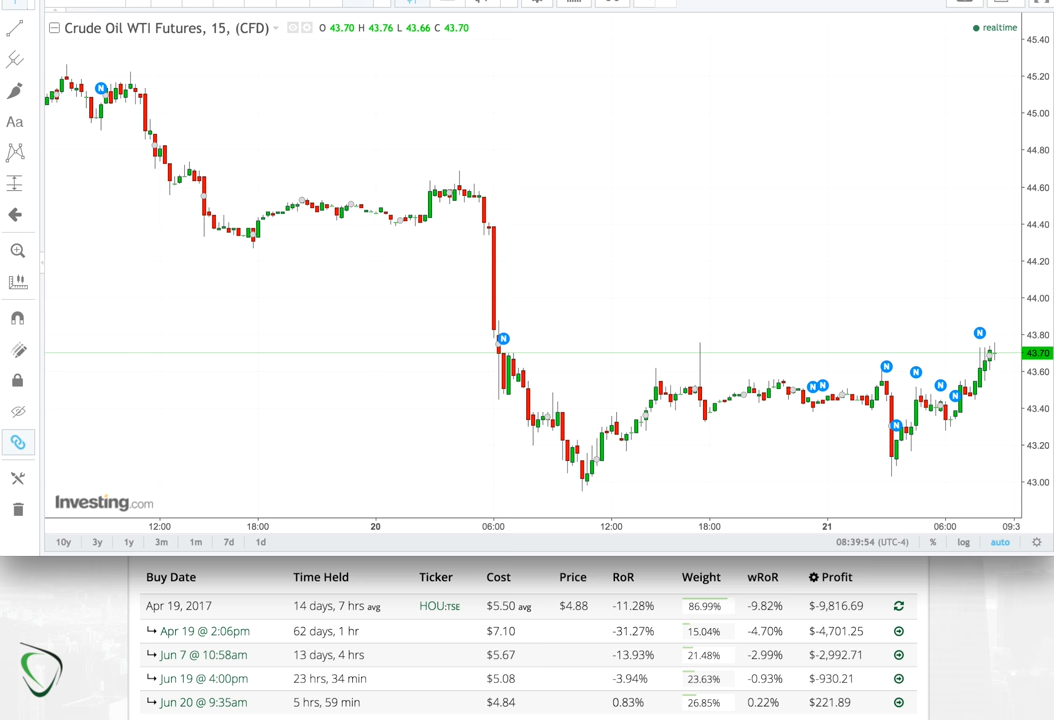 Crude Oil WTI Futures, 15, (CFD) O 43.70 H 43.76 L 43.66 C 43.70
realtime
Aa
45.40
45.20
45.00
44.80
44.60
44.40
44.20
44.00
43.80
43.70
43.60
43.40
43.20
43.00
N
N
N
N
N
N
N
N
N
N
Investing.com
12:00 18:00 20 06:00 12:00 18:00 21 06:00 09:3
10y 3y 1y 3m 1m 7d 1d 08:39:54 (UTC-4) % log auto
Buy Date Time Held Ticker Cost Price RoR Weight wRoR Profit
Apr 19, 2017 14 days, 7 hrs avg HOU:TSE $5.50 avg $4.88 -11.28% 86.99% -9.82% $-9,816.69
Apr 19 @ 2:06pm 62 days, 1 hr $7.10 -31.27% 15.04% -4.70% $-4,701.25
Jun 7 @ 10:58am 13 days, 4 hrs $5.67 -13.93% 21.48% -2.99% $-2,992.71
Jun 19 @ 4:00pm 23 hrs, 34 min $5.08 -3.94% 23.63% -0.93% $-930.21
Jun 20 @ 9:35am 5 hrs, 59 min $4.84 0.83% 26.85% 0.22% $221.89